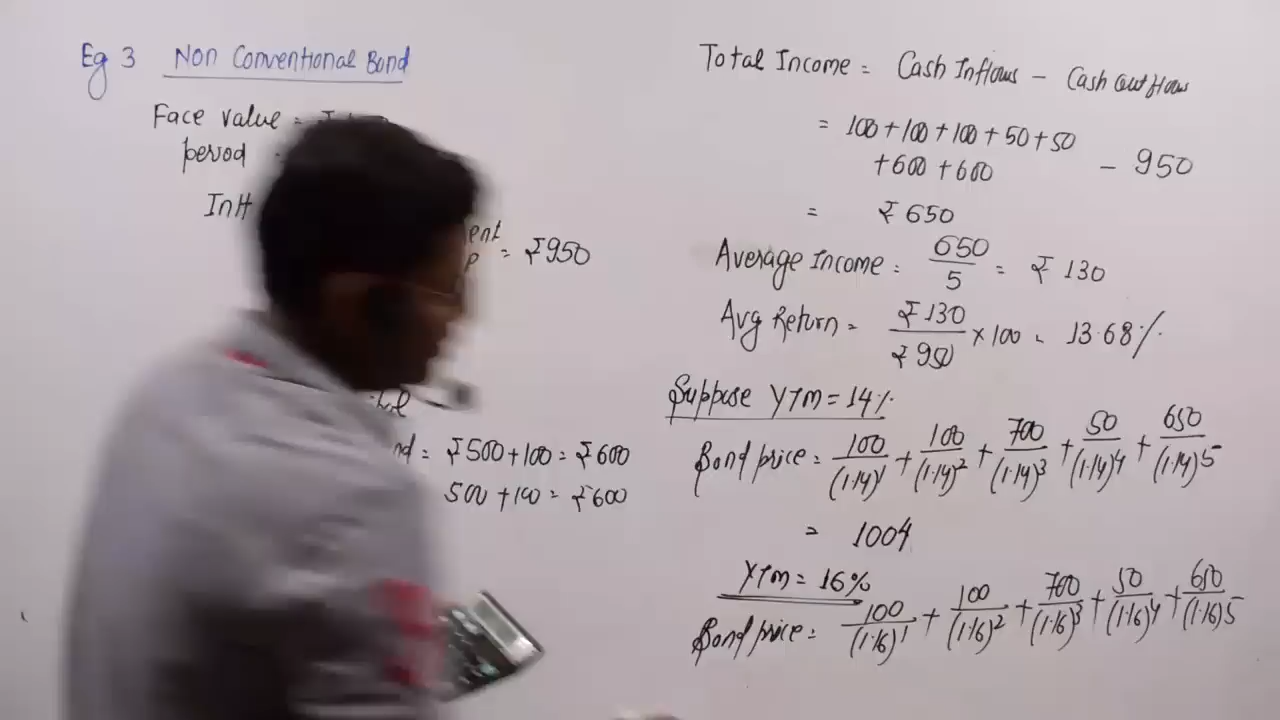 Eg 3 Non Conventional Bond
Face value = ₹
period
= ₹950
= ₹500+100 = ₹600
500 +100 = ₹600
Total Income = Cash Inflows - Cash outflows
= 100+100+100+50+50
+600+600 - 950
= ₹650
Average Income = 650/5 = ₹130
Avg Return = ₹130/₹950 × 100 = 13.68%
Suppose YTM = 14%
Bond price = 100/(1.14)^1 + 100/(1.14)^2 + 700/(1.14)^3 + 50/(1.14)^4 + 650/(1.14)^5
= 1004
YTM = 16%
Bond price = 100/(1.16)^1 + 100/(1.16)^2 + 700/(1.16)^3 + 50/(1.16)^4 + 650/(1.16)^5